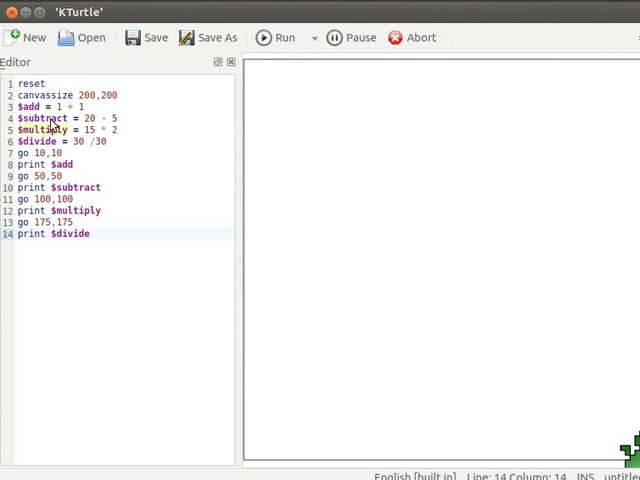 'KTurtle'
New Open Save Save As Run Pause Abort
Editor
1 reset
2 canvassize 200,200
3 $add = 1 + 1
4 $subtract = 20 - 5
5 $multiply = 15 * 2
6 $divide = 30 /30
7 go 10,10
8 print $add
9 go 50,50
10 print $subtract
11 go 100,100
12 print $multiply
13 go 175,175
14 print $divide
English [built in] Line: 14 Column: 14 INS